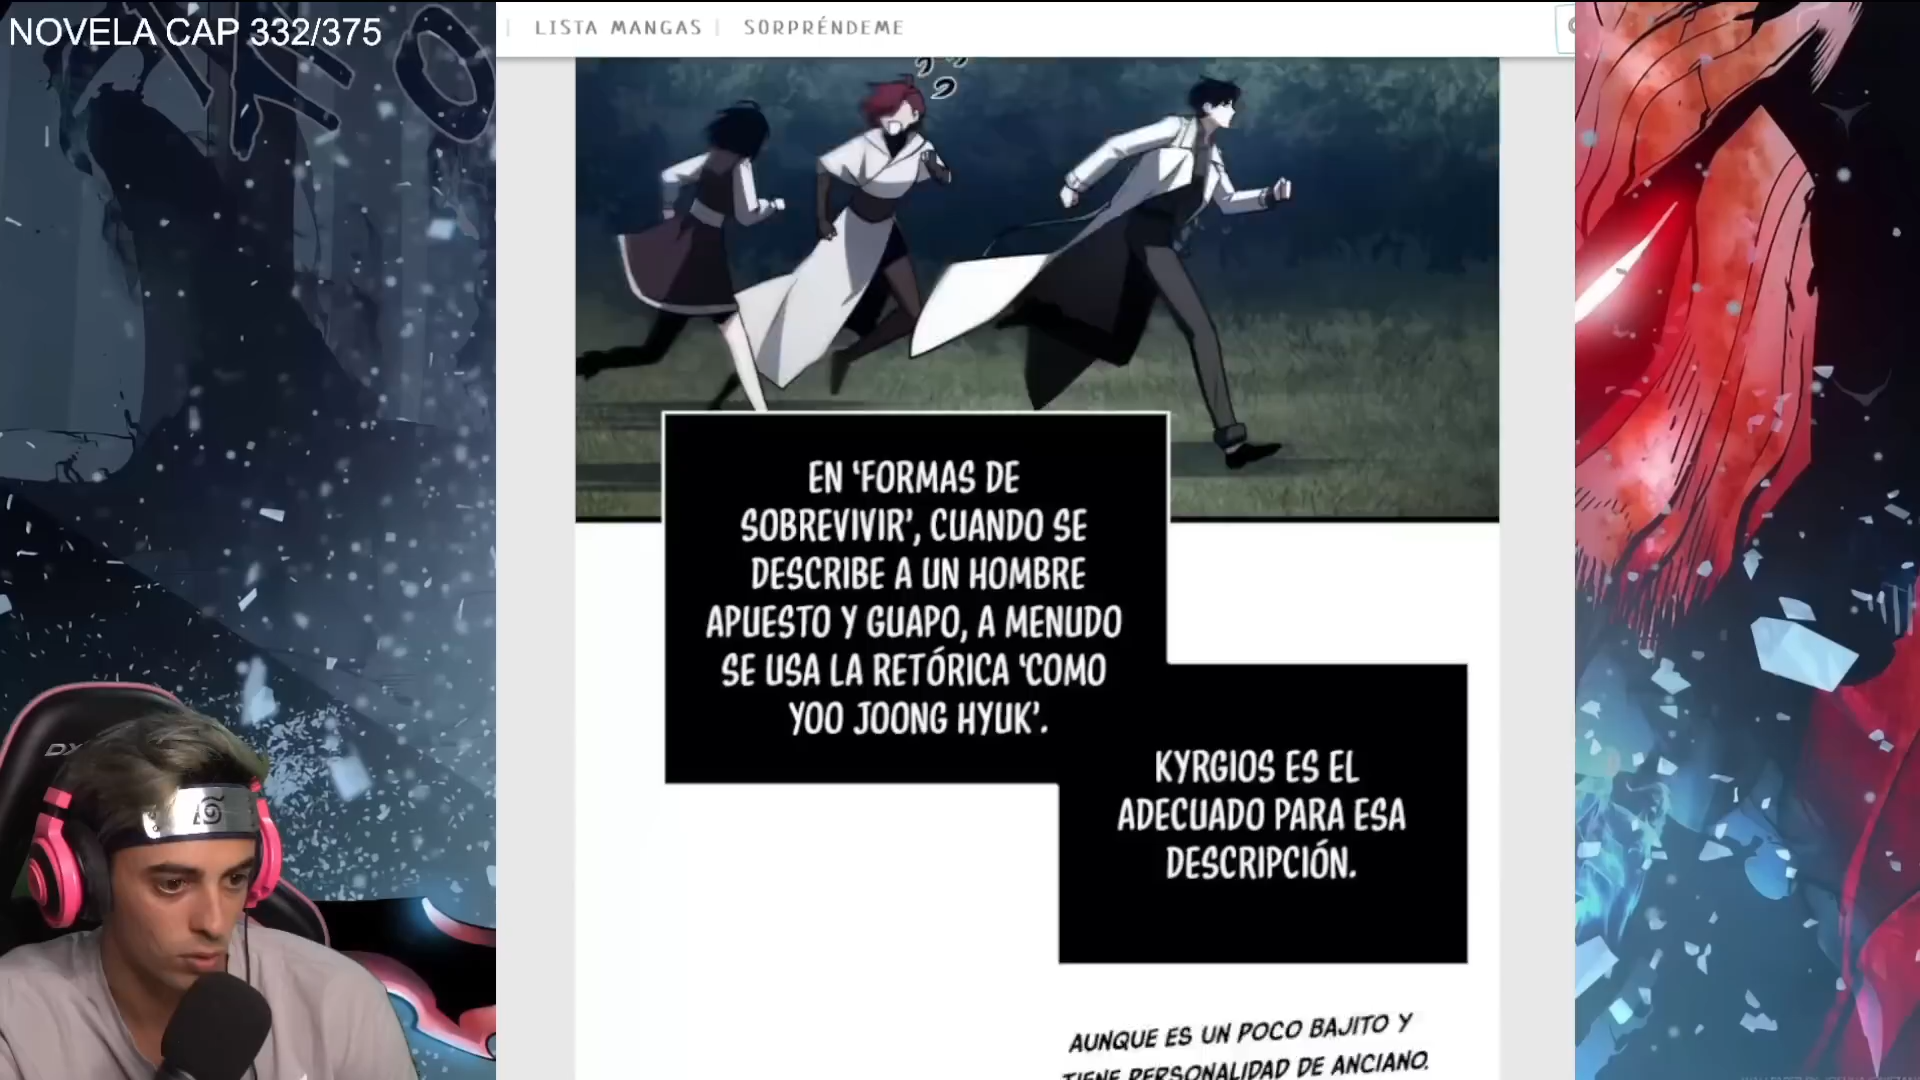 NOVELA CAP 332/375
LISTA MANGAS
SORPRÉNDEME
EN ‘FORMAS DE
SOBREVIVIR’, CUANDO SE
DESCRIBE A UN HOMBRE
APUESTO Y GUAPO, A MENUDO
SE USA LA RETÓRICA ‘COMO
YOO JOONG HYUK’.
KYRGIOS ES EL
ADECUADO PARA ESA
DESCRIPCIÓN.
AUNQUE ES UN POCO BAJITO Y
TIENE PERSONALIDAD DE ANCIANO.
DX